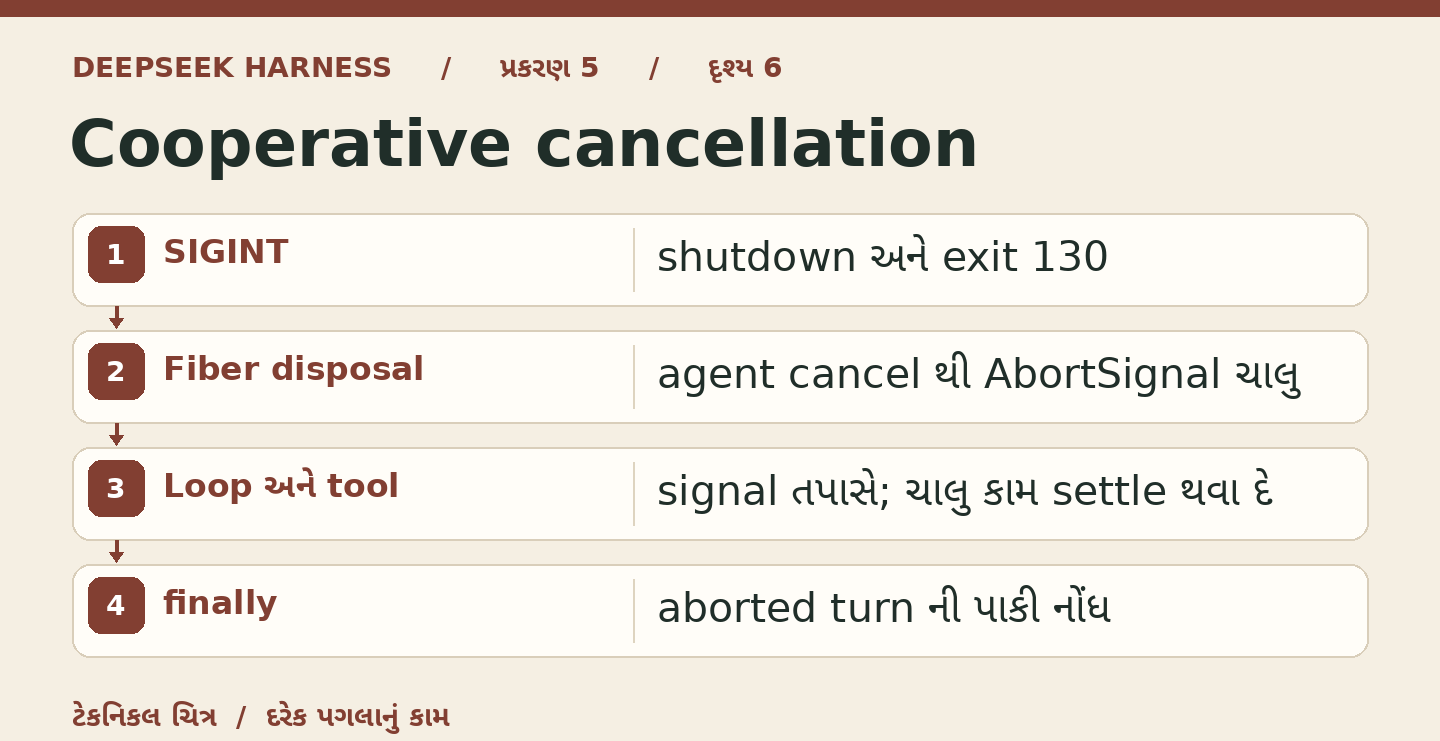 DEEPSEEK HARNESS / પ્રકરણ 5 / દૃશ્ય 6
Cooperative cancellation
1 SIGINT shutdown અને exit 130
2 Fiber disposal agent cancel થી AbortSignal ચાલુ
3 Loop અને tool signal તપાસે; ચાલુ કામ settle થવા દે
4 finally aborted turn ની પાકી નોંધ
ટેકનિકલ ચિત્ર / દરેક પગલાનું કામ